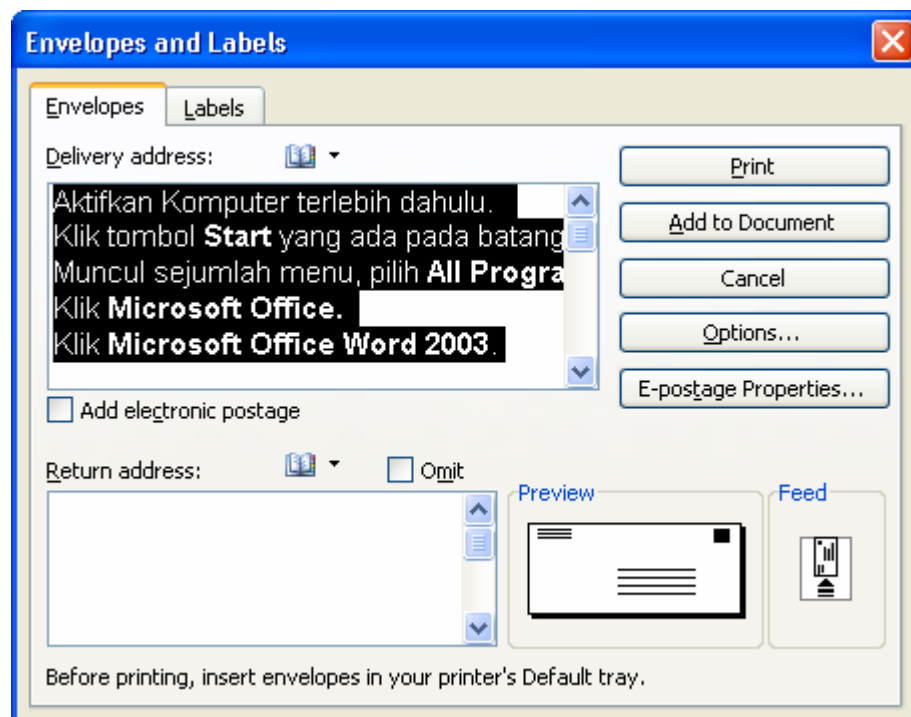 Envelopes and Labels
Envelopes Labels
Delivery address:
Aktifkan Komputer terlebih dahulu.
Klik tombol Start yang ada pada batang
Muncul sejumlah menu, pilih All Progra
Klik Microsoft Office.
Klik Microsoft Office Word 2003.
Add electronic postage
Print
Add to Document
Cancel
Options...
E-postage Properties...
Return address:
Omit
Preview
Feed
Before printing, insert envelopes in your printer's Default tray.